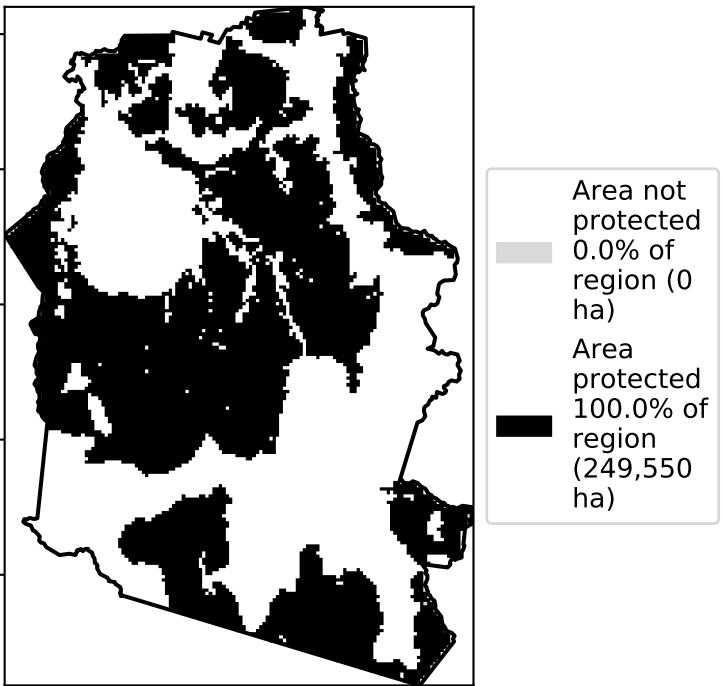 Area not
protected
0.0% of
region (0
ha)
Area
protected
100.0% of
region
(249,550
ha)